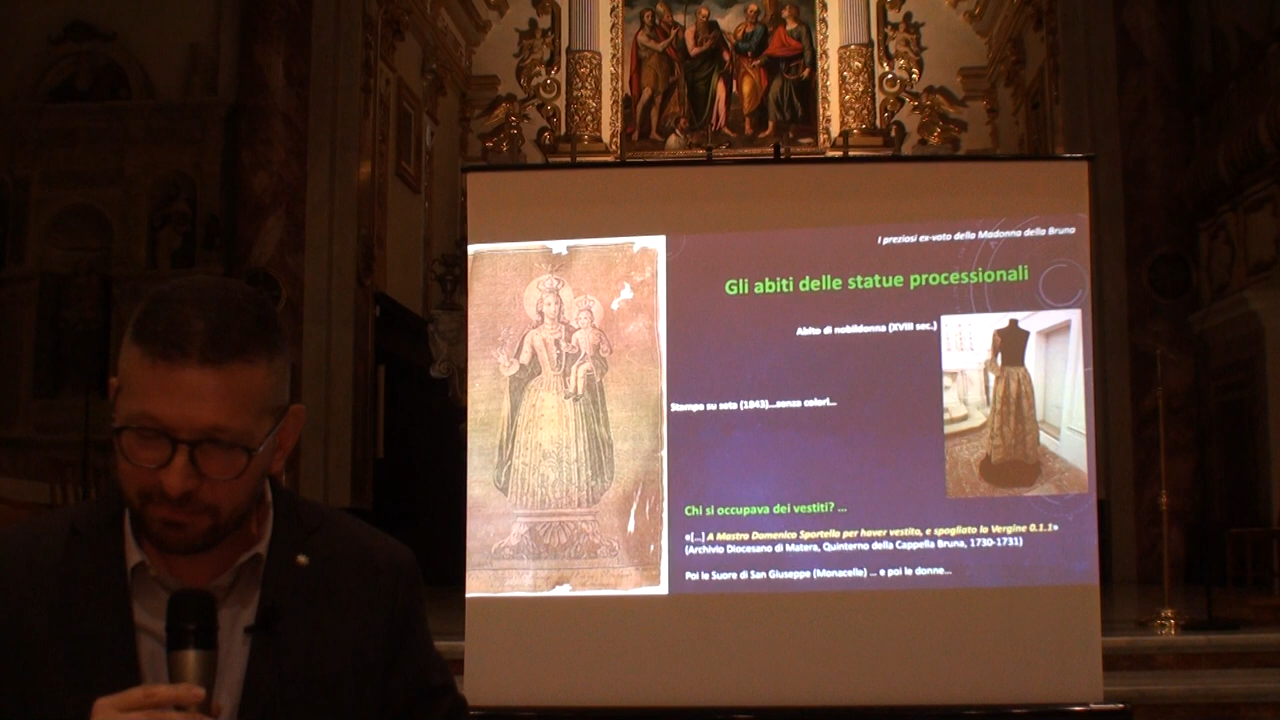 I preziosi ex-voto della Madonna della Bruna
Gli abiti delle statue processionali
Abito di nobildonna (XVIII sec.)
Stampa su seta (1843)...senza colori...
Chi si occupava dei vestiti? ...
«[...] A Mastro Domenico Sportella per haver vestito, e spogliato la Vergine 0.1.1»
(Archivio Diocesano di Matera, Quinterno della Cappella Bruna, 1730-1731)
Poi le Suore di San Giuseppe (Monacelle) ... e poi le donne...